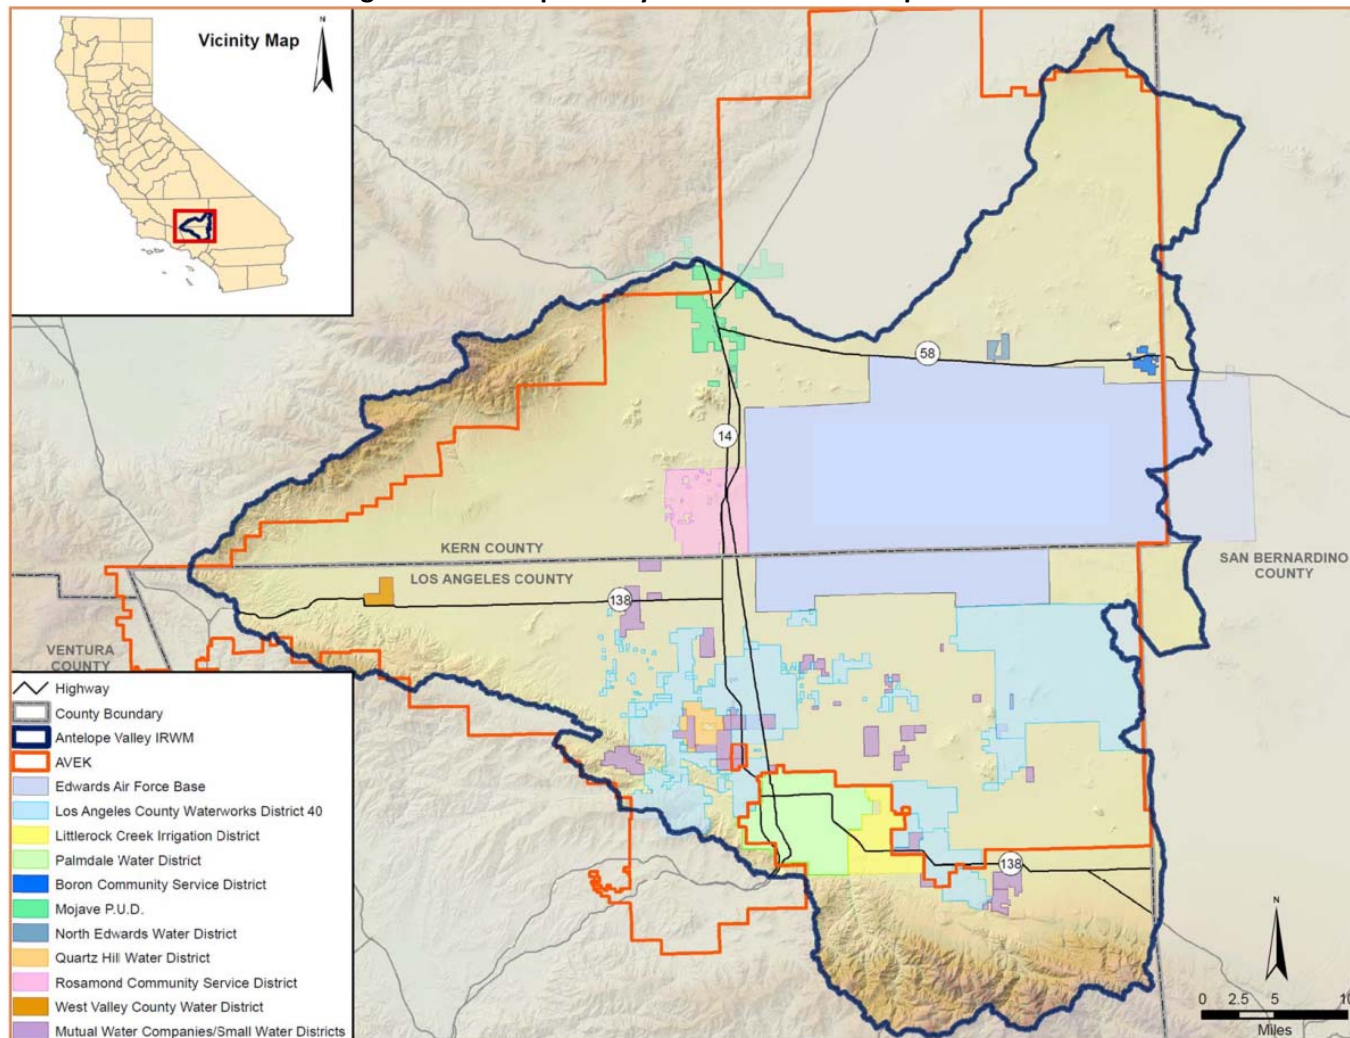 Vicinity Map
N
58
14
KERN COUNTY
LOS ANGELES COUNTY
SAN BERNARDINO
COUNTY
138
VENTURA
COUNTY
Highway
County Boundary
Antelope Valley IRWM
AVEK
Edwards Air Force Base
Los Angeles County Waterworks District 40
Littlerock Creek Irrigation District
Palmdale Water District
Boron Community Service District
Mojave P.U.D.
North Edwards Water District
Quartz Hill Water District
Rosamond Community Service District
West Valley County Water District
Mutual Water Companies/Small Water Districts
138
N
0 2.5 5 10
Miles